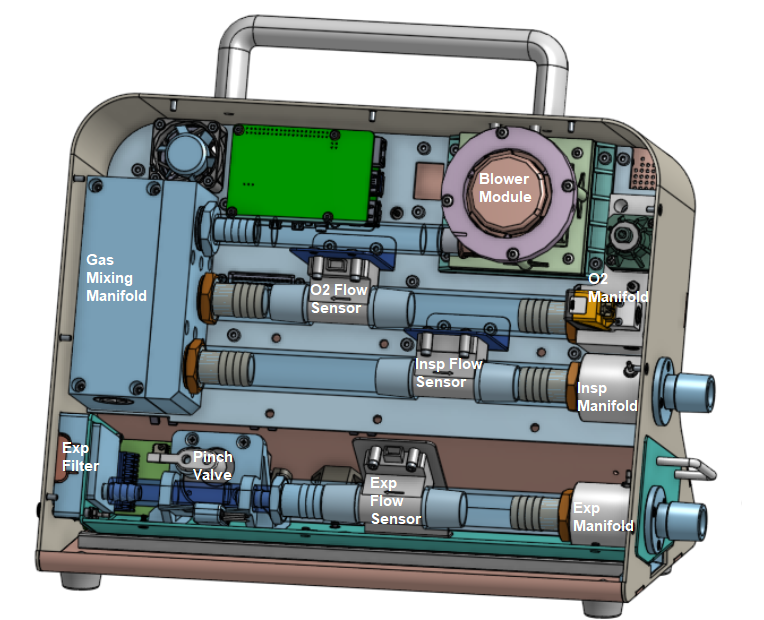 Blower
Module
Gas
Mixing
Manifold
O2 Flow
Sensor
O2
Manifold
Insp Flow
Sensor
Insp
Manifold
Exp
Filter
Pinch
Valve
Exp
Flow
Sensor
Exp
Manifold